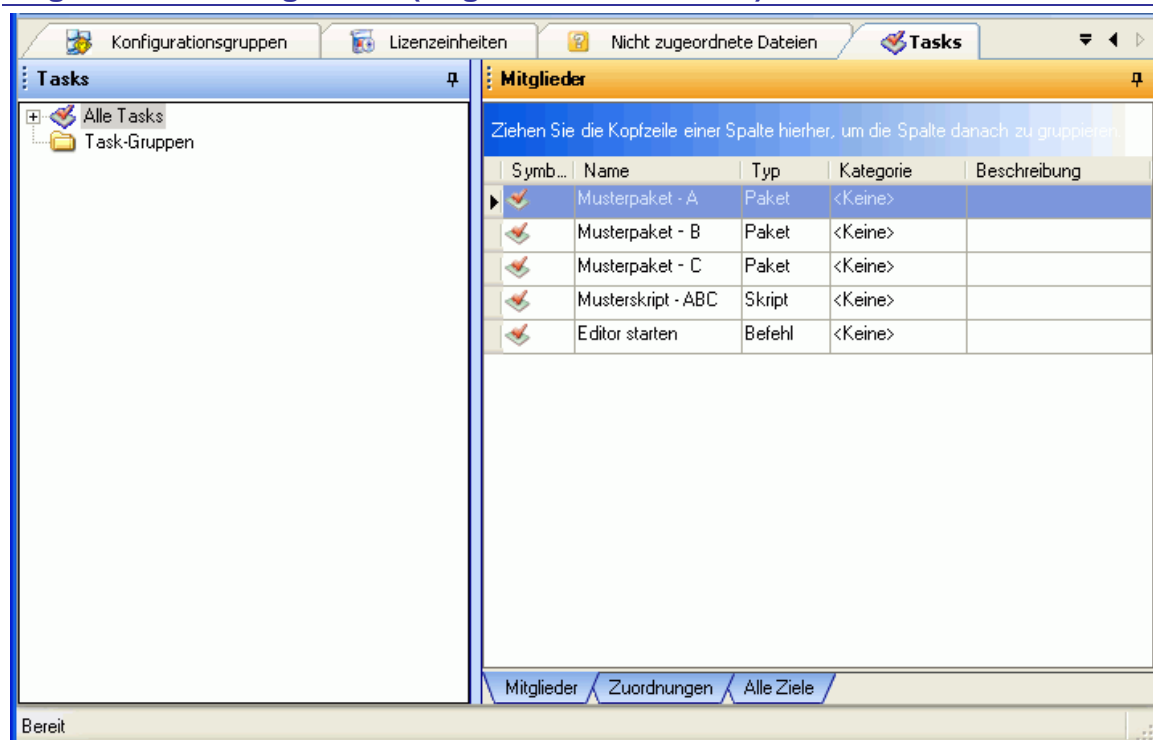 Konfigurationsgruppen Lizenzeinheiten Nicht zugeordnete Dateien Tasks
Tasks
Alle Tasks
Task-Gruppen
Mitglieder
Ziehen Sie die Kopfzeile einer Spalte hierher, um die Spalte danach zu gruppieren
Symb... Name Typ Kategorie Beschreibung
Musterpaket - A Paket <Keine>
Musterpaket - B Paket <Keine>
Musterpaket - C Paket <Keine>
Musterskript - ABC Skript <Keine>
Editor starten Befehl <Keine>
Mitglieder Zuordnungen Alle Ziele
Bereit